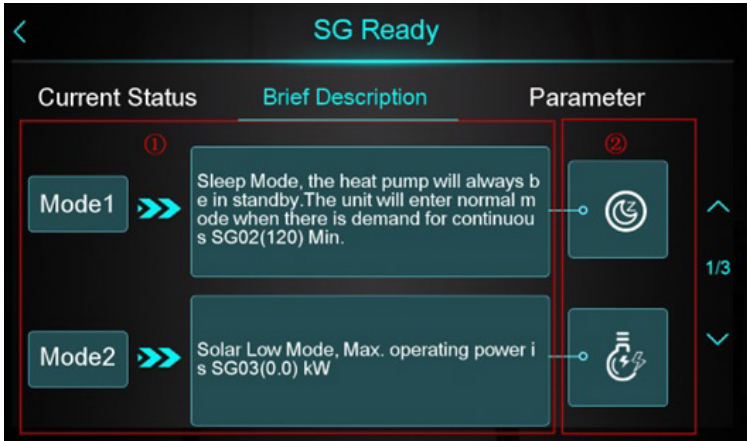 SG Ready
Current Status
Brief Description
Parameter
①
②
Mode1
Sleep Mode, the heat pump will always b
e in standby.The unit will enter normal m
ode when there is demand for continuou
s SG02(120) Min.
1/3
Mode2
Solar Low Mode, Max. operating power i
s SG03(0.0) kW